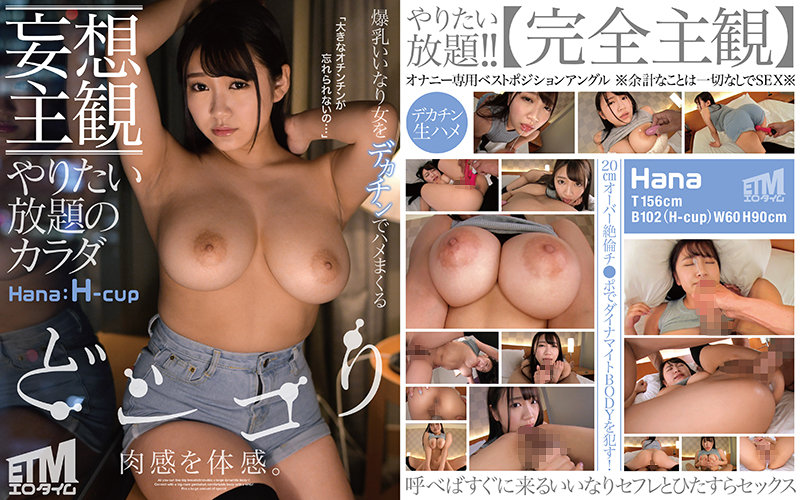 妄想
主観
やりたい
放題の
カラダ
Hana:H-cup
爆乳いいなり女をデカチンでハメまくる
「大きなオチンチンが
忘れられないの…」
どシコり
肉感を体感。
ETM
エロタイム
やりたい
放題!!
【完全主観】
オナニー専用ベストポジションアングル ※余計なことは一切なしでSEX※
デカチン
生ハメ
20cmオーバー絶倫チ●ポでダイナマイトBODYを犯す!
Hana
T156cm
B102(H-cup)W60 H90cm
ETM
エロタイム
呼べばすぐに来るいいなりセフレとひたすらセックス